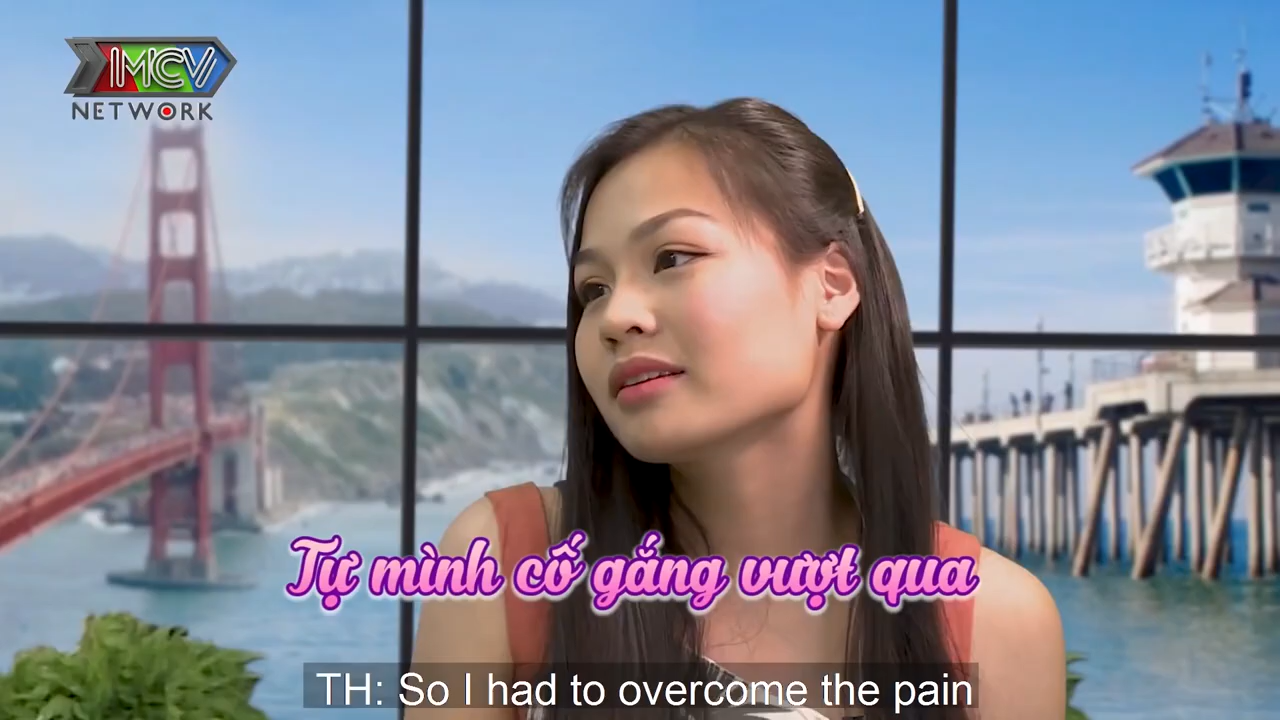 MCV
NETWORK
Tự mình cố gắng vượt qua
TH: So I had to overcome the pain